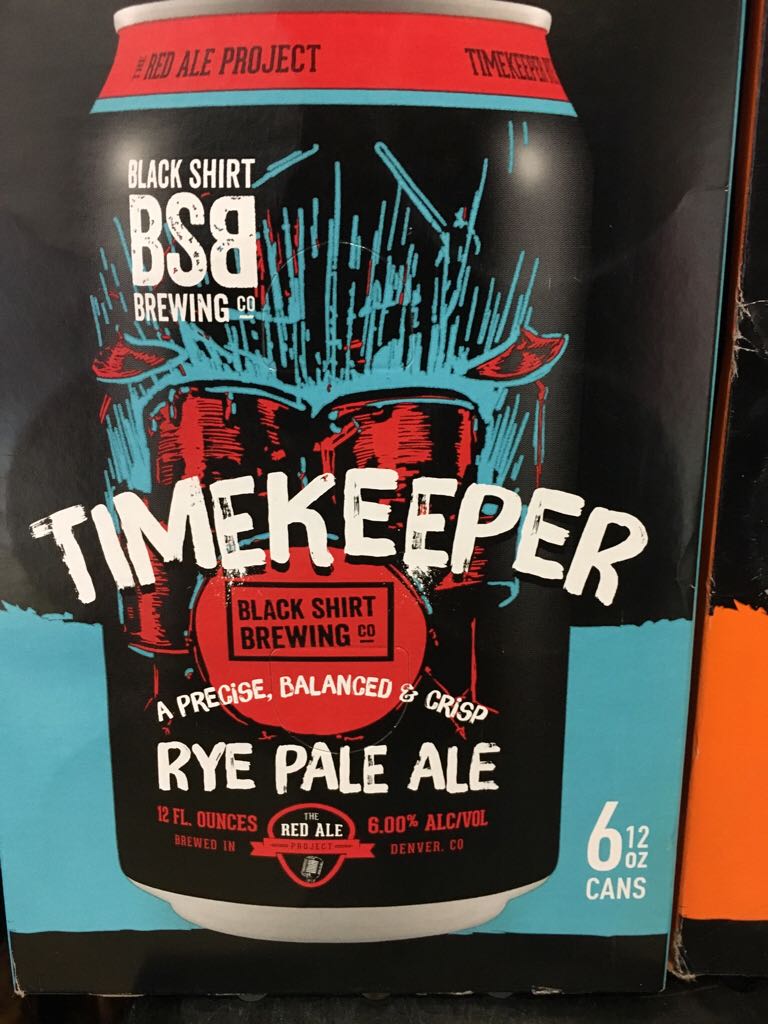 THE RED ALE PROJECT
TIMEKEEPER
BLACK SHIRT
BSB
BREWING CO
TIMEKEEPER
BLACK SHIRT
BREWING CO
A PRECISE, BALANCED & CRISP
RYE PALE ALE
12 FL. OUNCES
BREWED IN
THE
RED ALE
PROJECT
6.00% ALC/VOL
DENVER, CO
6 12 OZ
CANS